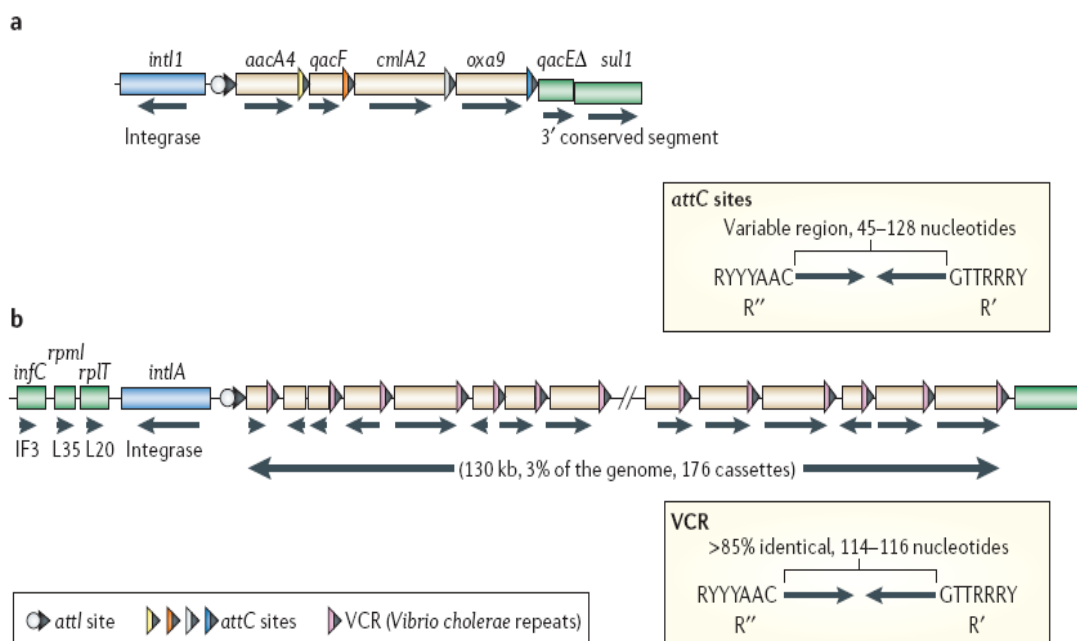 a
intI1 aacA4 qacF cmlA2 oxa9 qacEΔ sul1
Integrase
3′ conserved segment
attC sites
Variable region, 45–128 nucleotides
RYYYAAC GTTRRRY
R″ R′
b
infC rpmI rplT intIA
IF3 L35 L20 Integrase
(130 kb, 3% of the genome, 176 cassettes)
VCR
>85% identical, 114–116 nucleotides
RYYYAAC GTTRRRY
R″ R′
attI site attC sites VCR (Vibrio cholerae repeats)